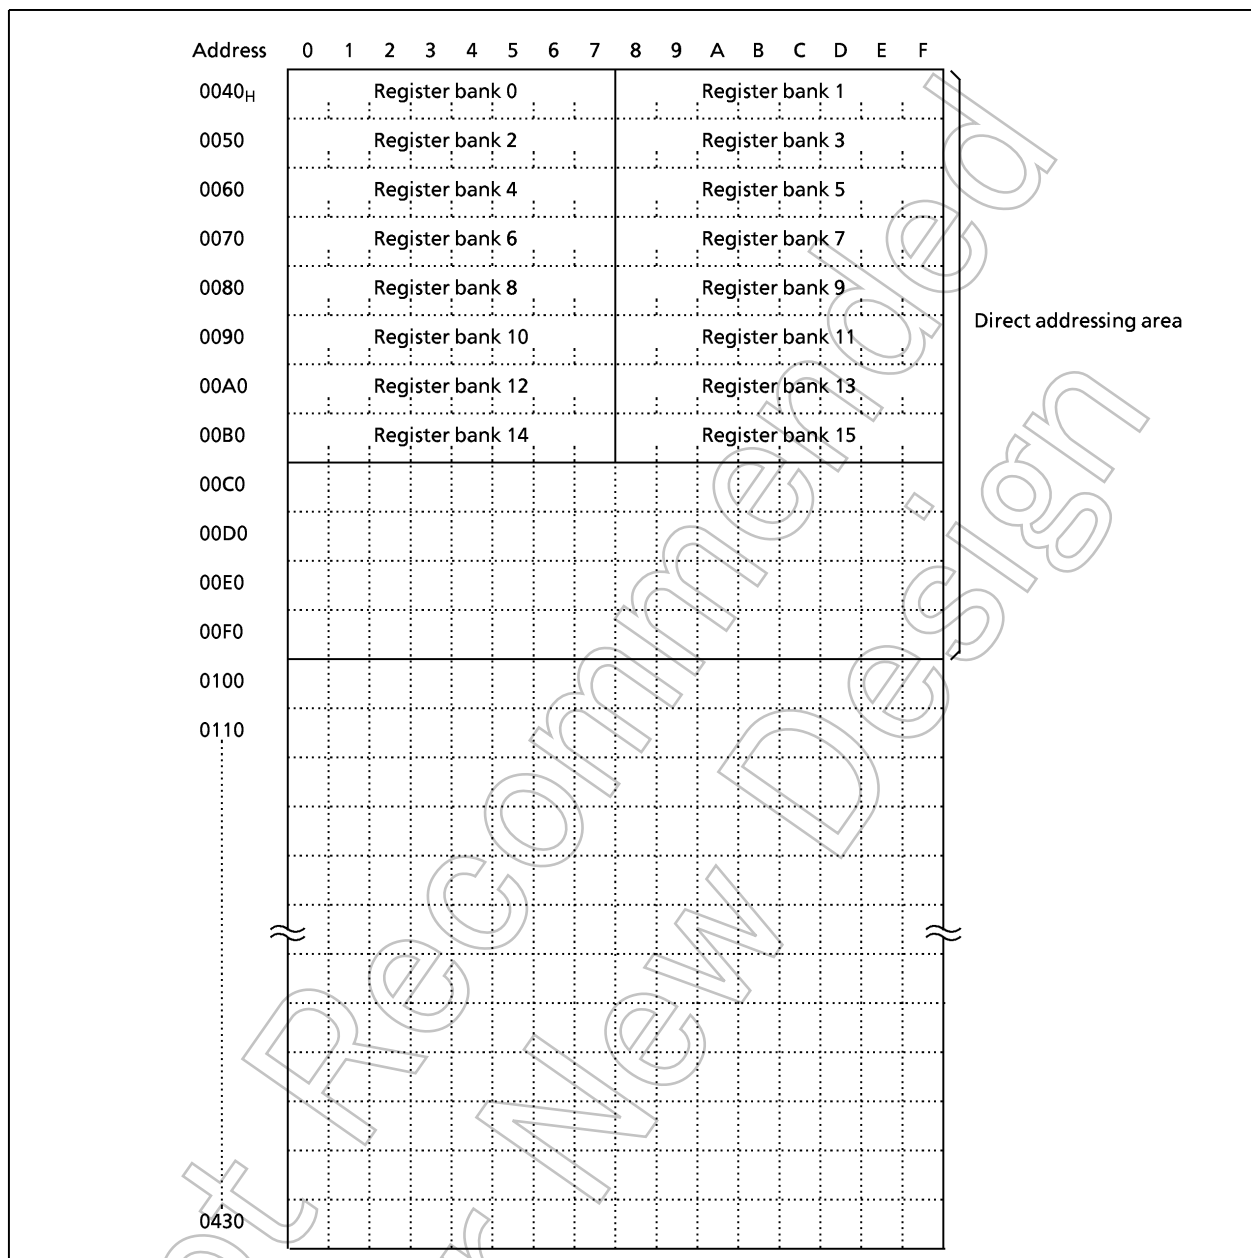 Address 0 1 2 3 4 5 6 7 8 9 A B C D E F
0040H Register bank 0 Register bank 1
0050 Register bank 2 Register bank 3
0060 Register bank 4 Register bank 5
0070 Register bank 6 Register bank 7
0080 Register bank 8 Register bank 9
Direct addressing area
0090 Register bank 10 Register bank 11
00A0 Register bank 12 Register bank 13
00B0 Register bank 14 Register bank 15
00C0
00D0
00E0
00F0
0100
0110
0430
Recommended
New Design